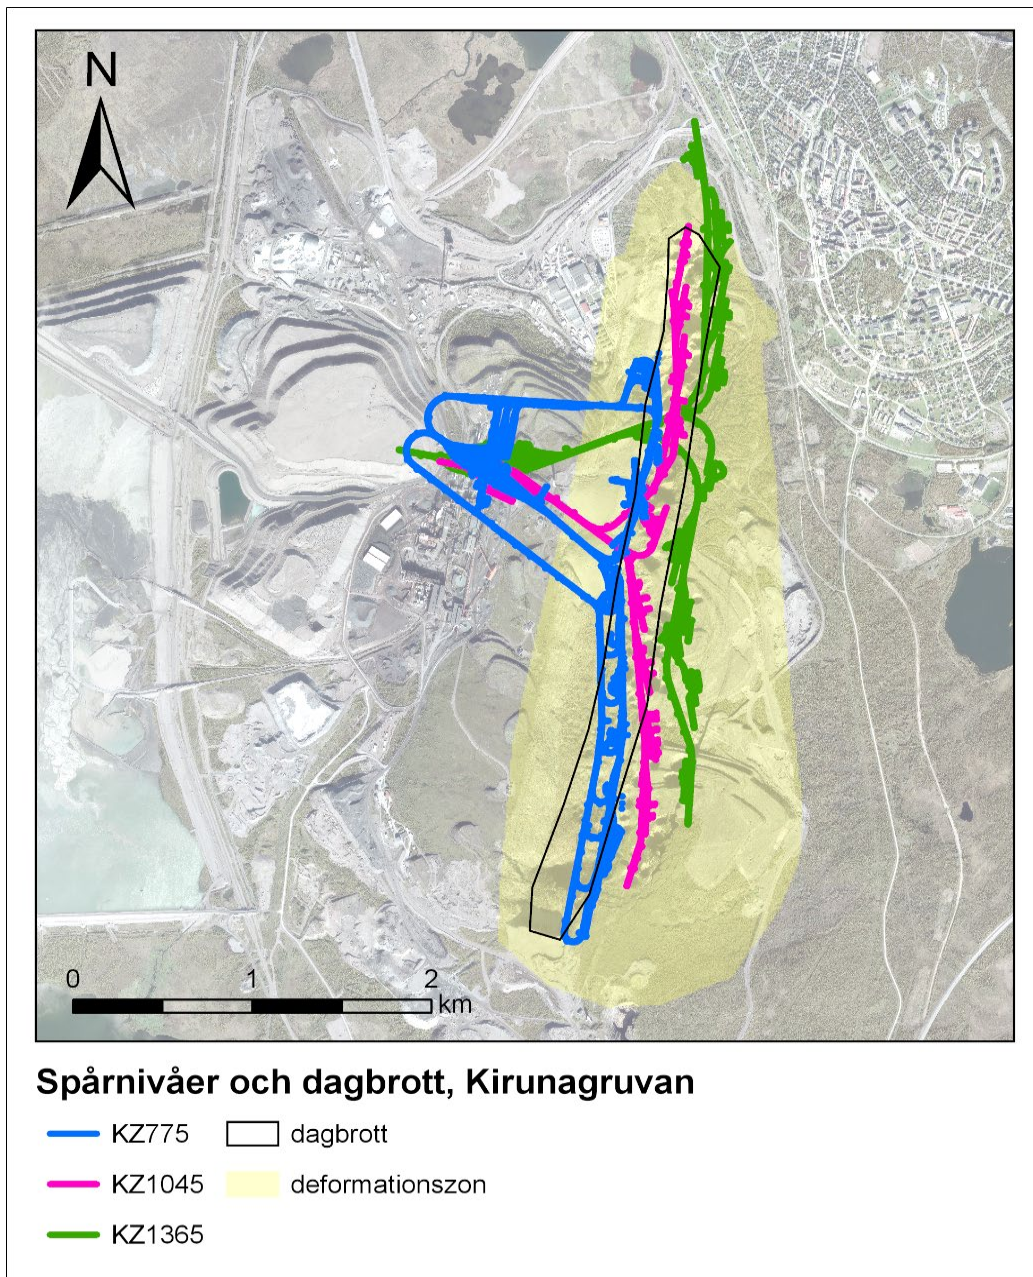 N
0 1 2
km
Spårnivåer och dagbrott, Kirunagruvan
KZ775 dagbrott
KZ1045 deformationszon
KZ1365